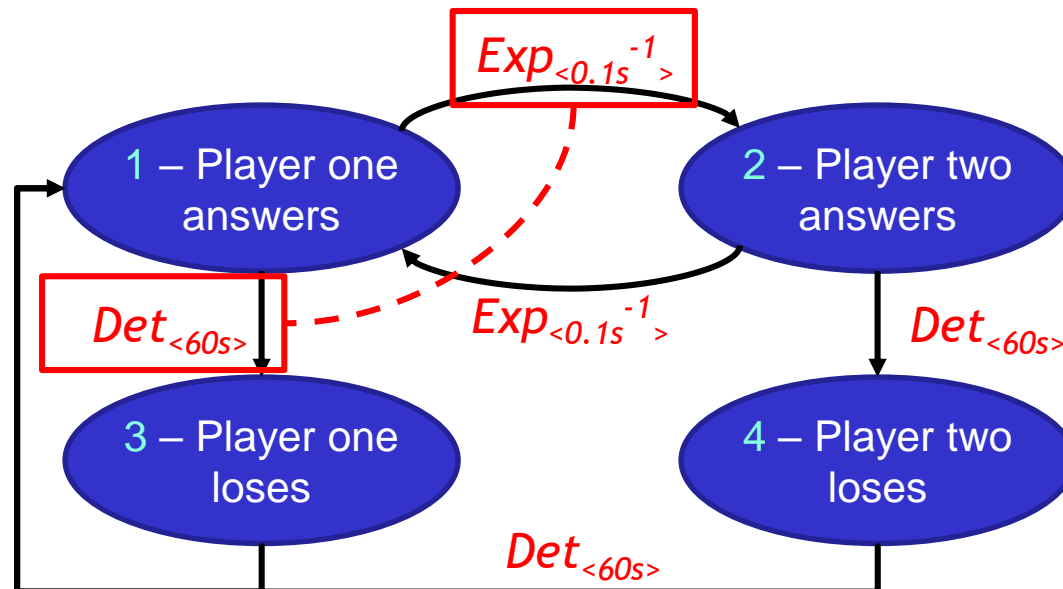 Exp<0.1s⁻¹>
1 – Player one
answers
2 – Player two
answers
Exp<0.1s⁻¹>
Det<60s>
Det<60s>
3 – Player one
loses
4 – Player two
loses
Det<60s>